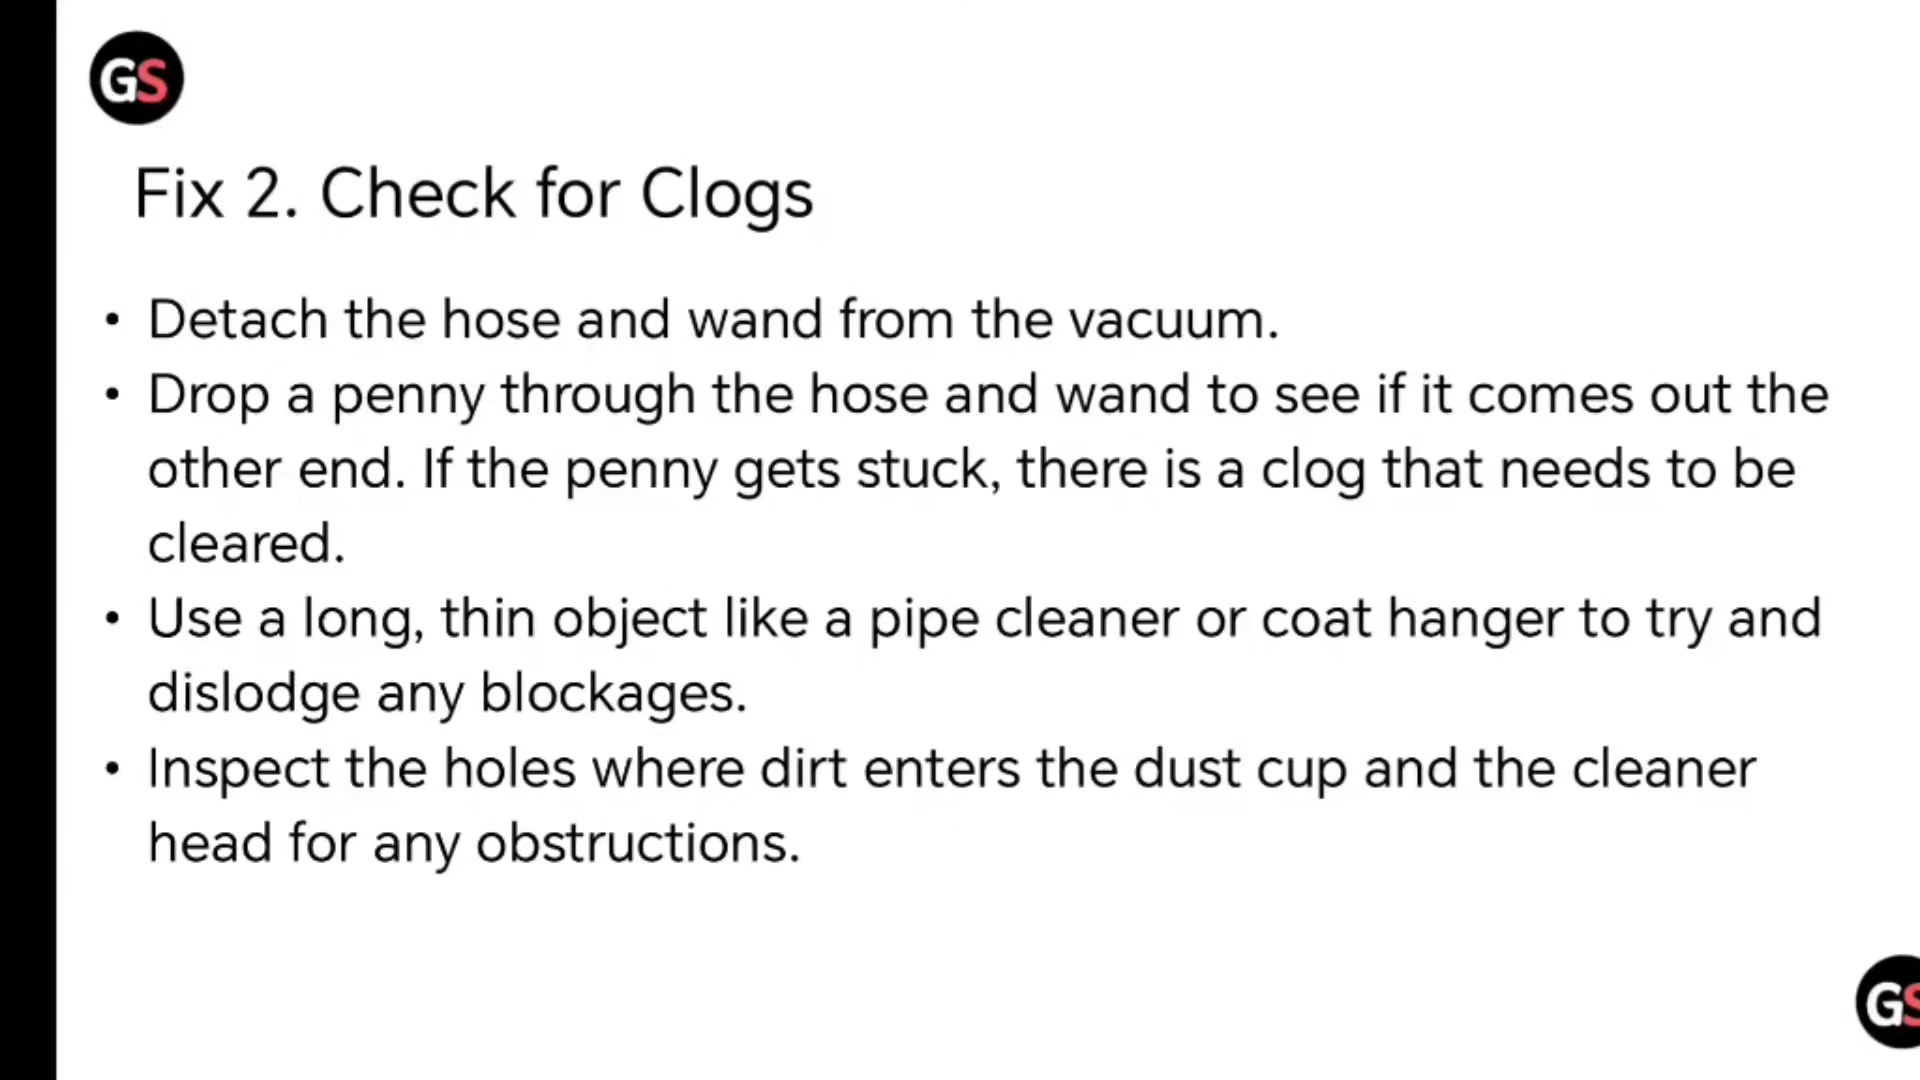 GS
Fix 2. Check for Clogs
• Detach the hose and wand from the vacuum.
• Drop a penny through the hose and wand to see if it comes out the
other end. If the penny gets stuck, there is a clog that needs to be
cleared.
• Use a long, thin object like a pipe cleaner or coat hanger to try and
dislodge any blockages.
• Inspect the holes where dirt enters the dust cup and the cleaner
head for any obstructions.
GS